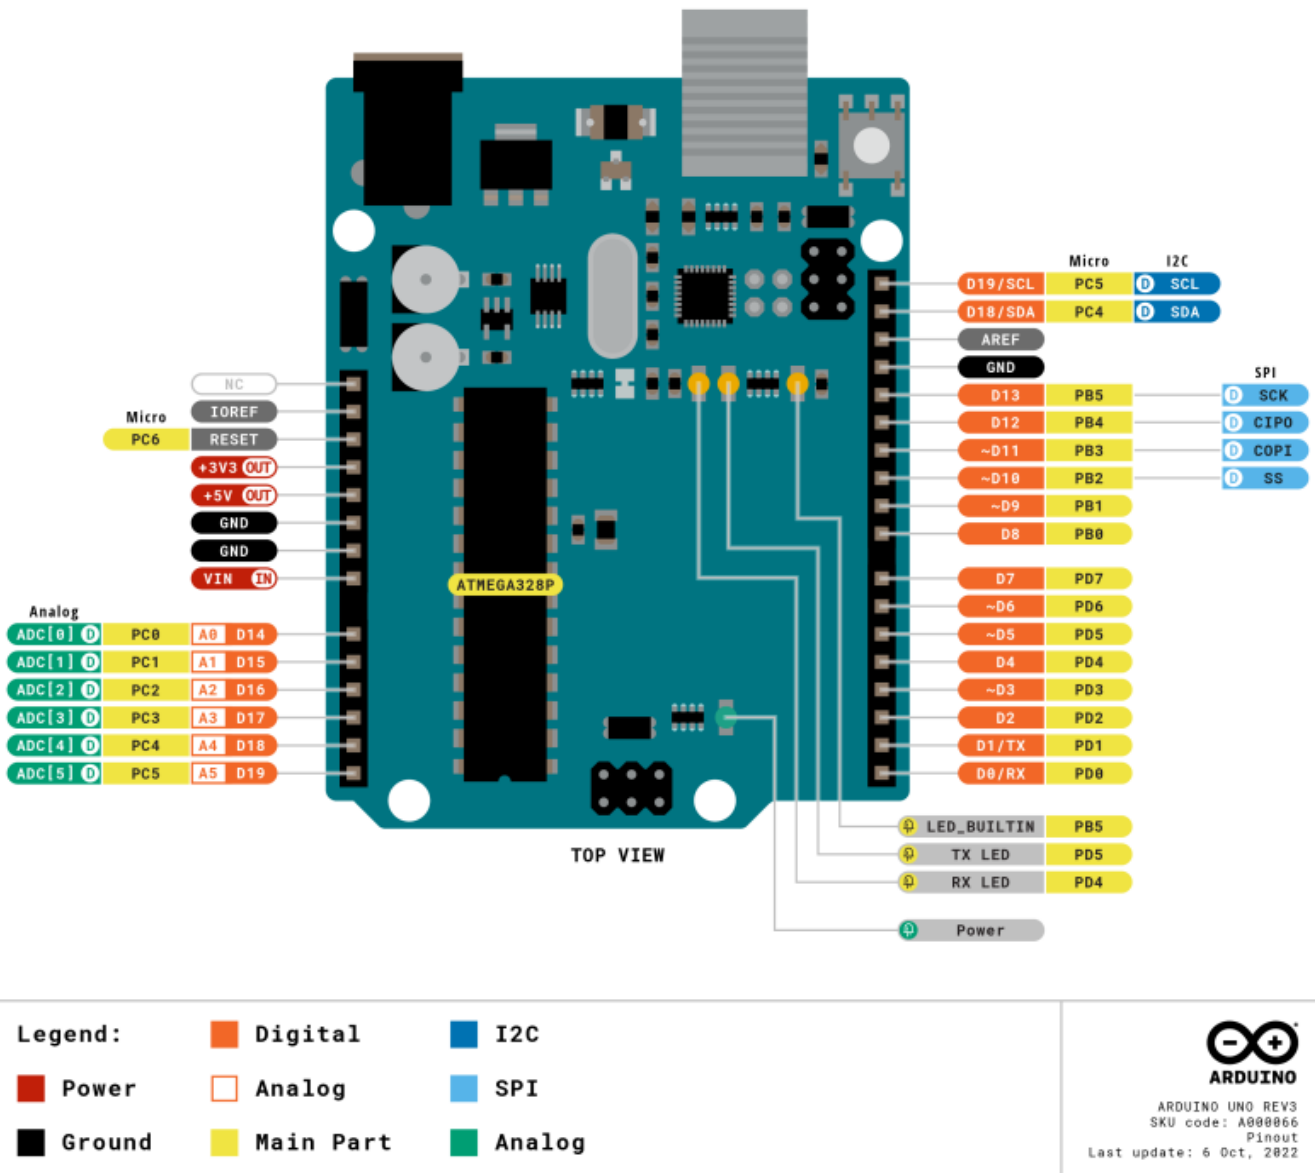 Micro I2C
D19/SCL PC5 D SCL
D18/SDA PC4 D SDA
AREF
GND
SPI
D13 PB5 D SCK
D12 PB4 D CIPO
~D11 PB3 D COPI
~D10 PB2 D SS
~D9 PB1
D8 PB0
D7 PD7
~D6 PD6
~D5 PD5
D4 PD4
~D3 PD3
D2 PD2
D1/TX PD1
D0/RX PD0
NC
IOREF
Micro
PC6 RESET
+3V3 OUT
+5V OUT
GND
GND
VIN IN
Analog
ADC[0] D PC0 A0 D14
ADC[1] D PC1 A1 D15
ADC[2] D PC2 A2 D16
ADC[3] D PC3 A3 D17
ADC[4] D PC4 A4 D18
ADC[5] D PC5 A5 D19
ATMEGA328P
TOP VIEW
LED_BUILTIN PB5
TX LED PD5
RX LED PD4
Power
Legend:
Power
Ground
Digital
Analog
Main Part
I2C
SPI
Analog
ARDUINO
ARDUINO UNO REV3
SKU code: A000066
Pinout
Last update: 6 Oct, 2022